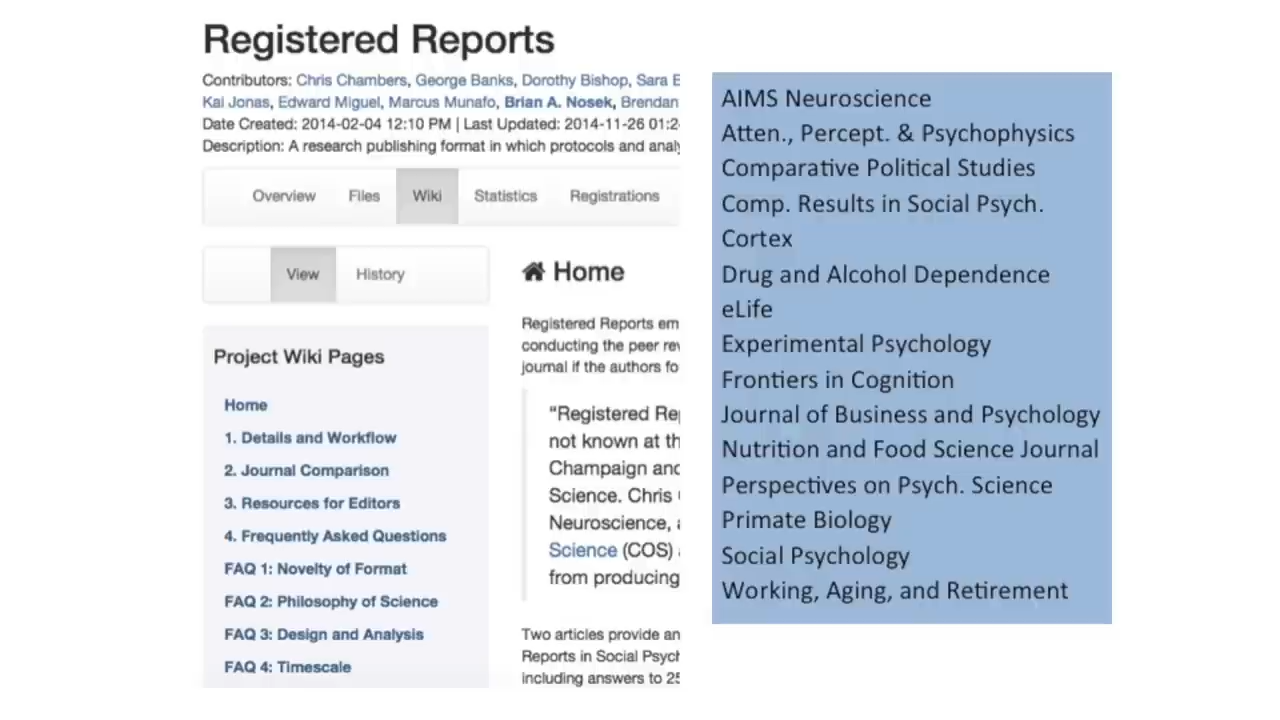 Registered Reports
Contributors: Chris Chambers, George Banks, Dorothy Bishop, Sara
Kai Jonas, Edward Miguel, Marcus Munafo, Brian A. Nosek, Brendan
Date Created: 2014-02-04 12:10 PM | Last Updated: 2014-11-26 01:2
Description: A research publishing format in which protocols and
Overview Files Wiki Statistics Registrations
View History
Project Wiki Pages
Home
1. Details and Workflow
2. Journal Comparison
3. Resources for Editors
4. Frequently Asked Questions
FAQ 1: Novelty of Format
FAQ 2: Philosophy of Science
FAQ 3: Design and Analysis
FAQ 4: Timescale
Home
Registered Reports em
conducting the peer rev
journal if the authors fo
"Registered Rep
not known at th
Champaign and
Science. Chris
Neuroscience,
Science (COS)
from producing
Two articles provide an
Reports in Social Psych
including answers to 25
AIMS Neuroscience
Atten., Percept. & Psychophysics
Comparative Political Studies
Comp. Results in Social Psych.
Cortex
Drug and Alcohol Dependence
eLife
Experimental Psychology
Frontiers in Cognition
Journal of Business and Psychology
Nutrition and Food Science Journal
Perspectives on Psych. Science
Primate Biology
Social Psychology
Working, Aging, and Retirement